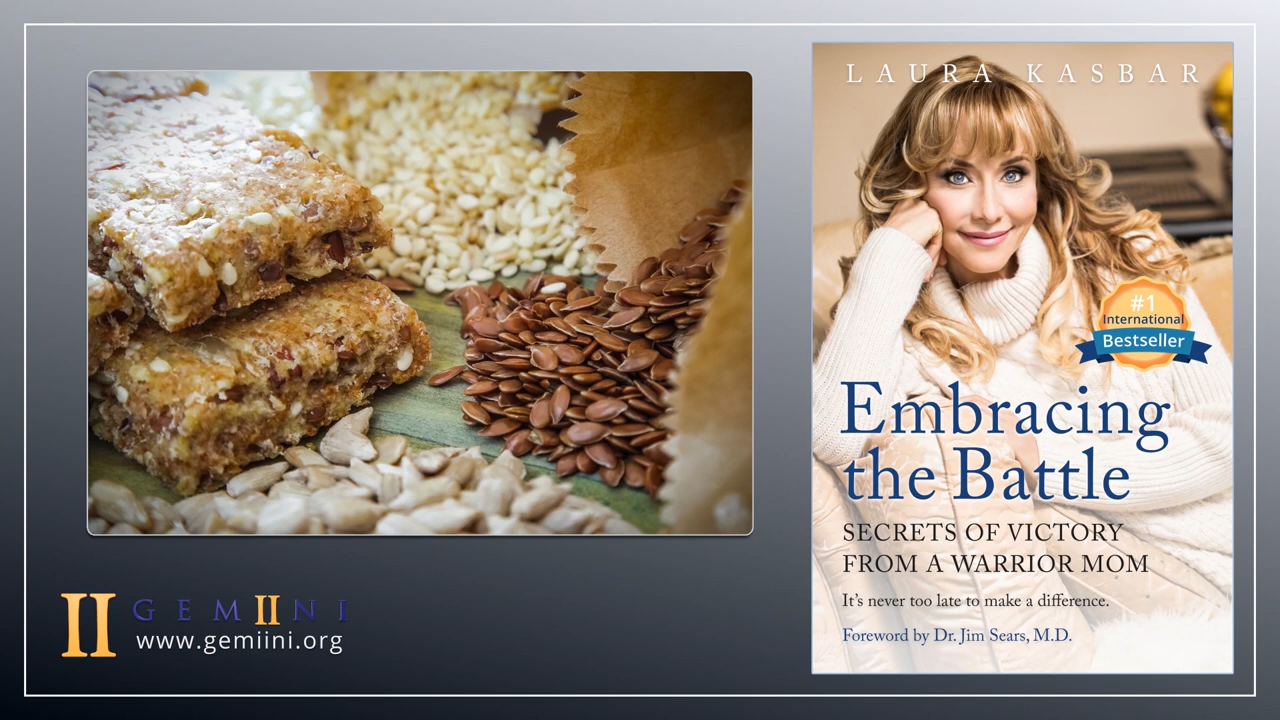 LAURA KASBAR
#1
International
Bestseller
Embracing
the Battle
SECRETS OF VICTORY
FROM A WARRIOR MOM
It's never too late to make a difference.
Foreword by Dr. Jim Sears, M.D.
II GEMIINI
www.gemiini.org